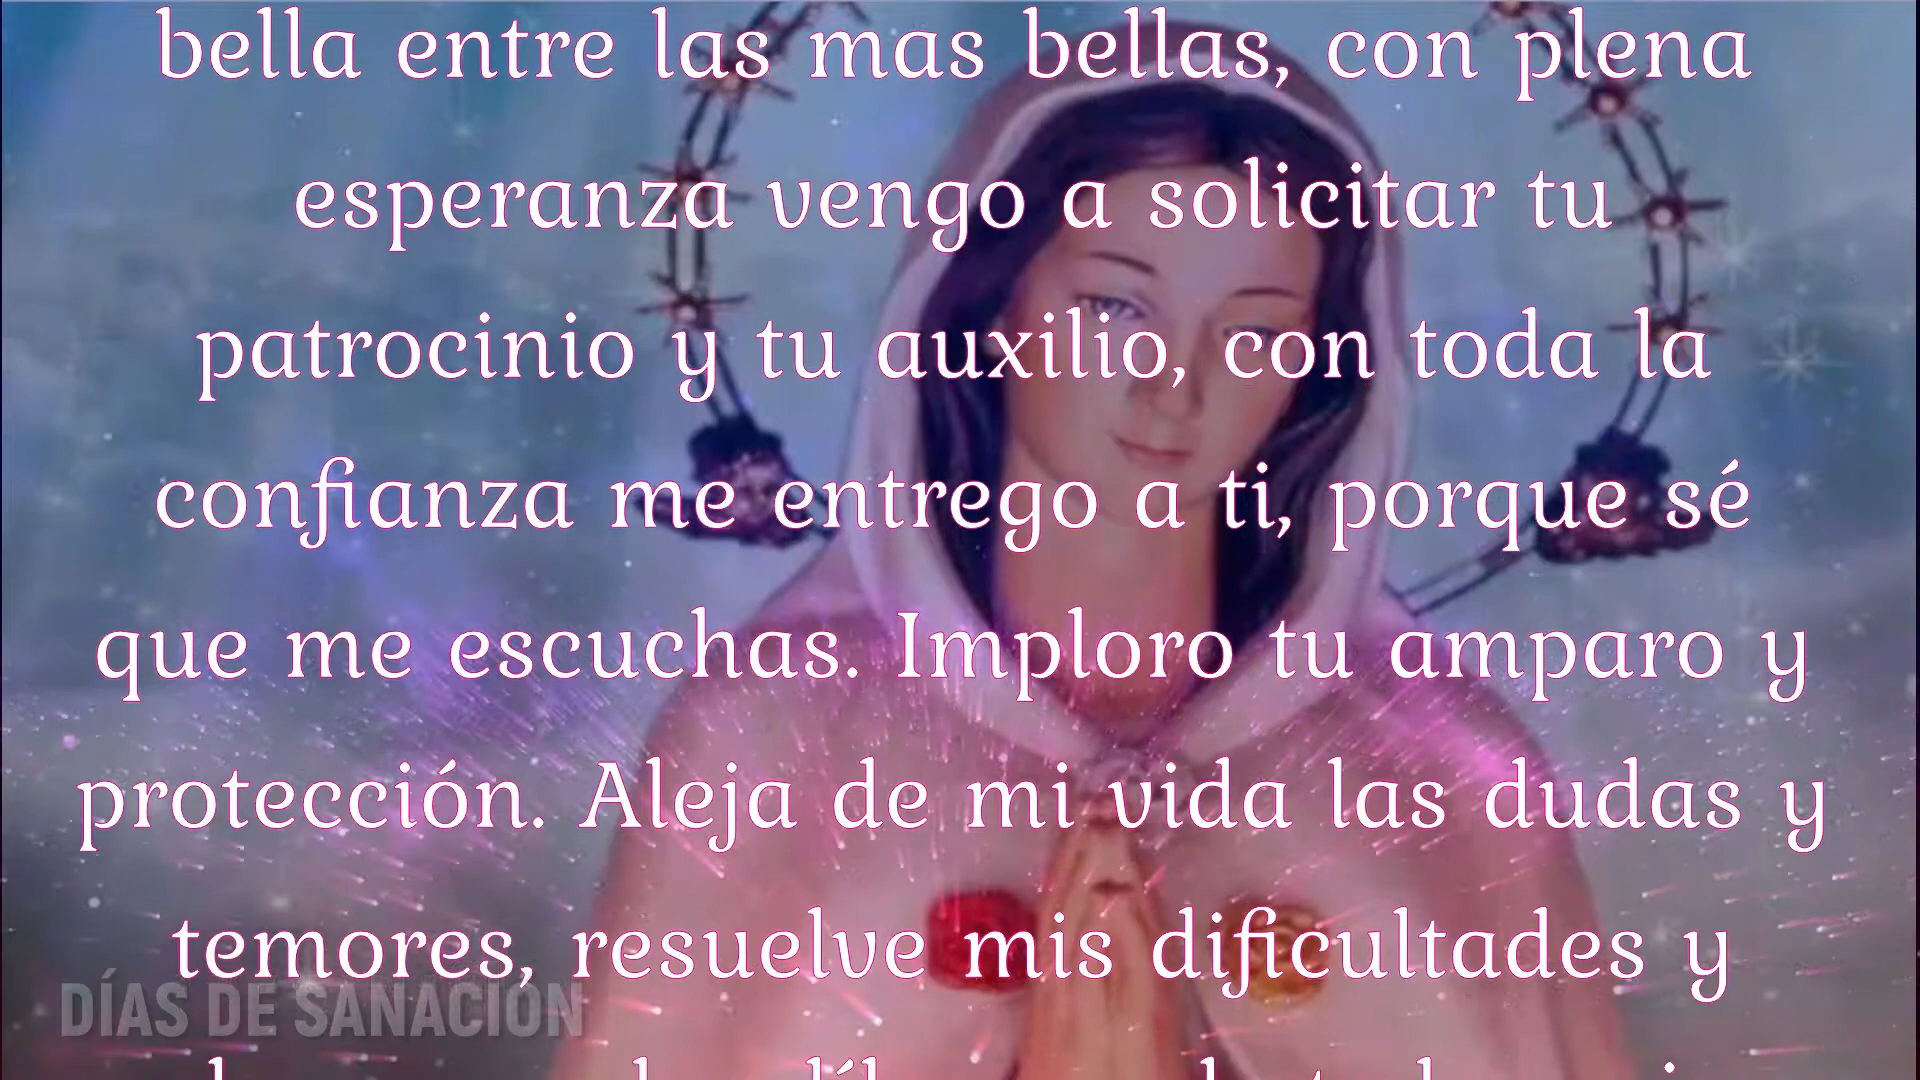 bella entre las mas bellas, con plena
esperanza vengo a solicitar tu
patrocinio y tu auxilio, con toda la
confianza me entrego a ti, porque sé
que me escuchas. Imploro tu amparo y
protección. Aleja de mi vida las dudas y
temores, resuelve mis dificultades y
DÍAS DE SANACIÓN